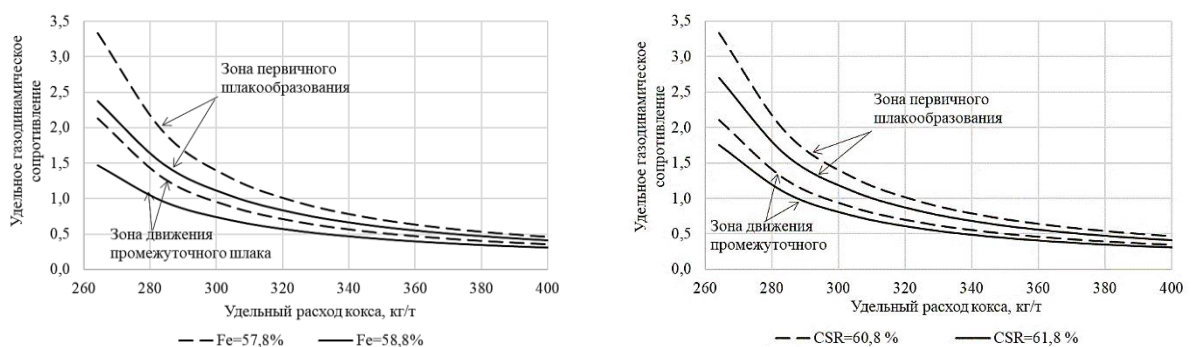 Удельное газодинамическое
сопротивление
3,5
3,0
2,5
2,0
1,5
1,0
0,5
0,0
Зона первичного
шлакообразования
Зона движения
промежуточного шлака
260
280
300
320
340
360
380
400
Удельный расход кокса, кг/т
Fe=57,8%
Fe=58,8%
Удельное газодинамическое
сопротивление
3,5
3,0
2,5
2,0
1,5
1,0
0,5
0,0
Зона первичного
шлакообразования
Зона движения
промежуточного
260
280
300
320
340
360
380
400
Удельный расход кокса, кг/т
CSR=60,8 %
CSR=61,8 %